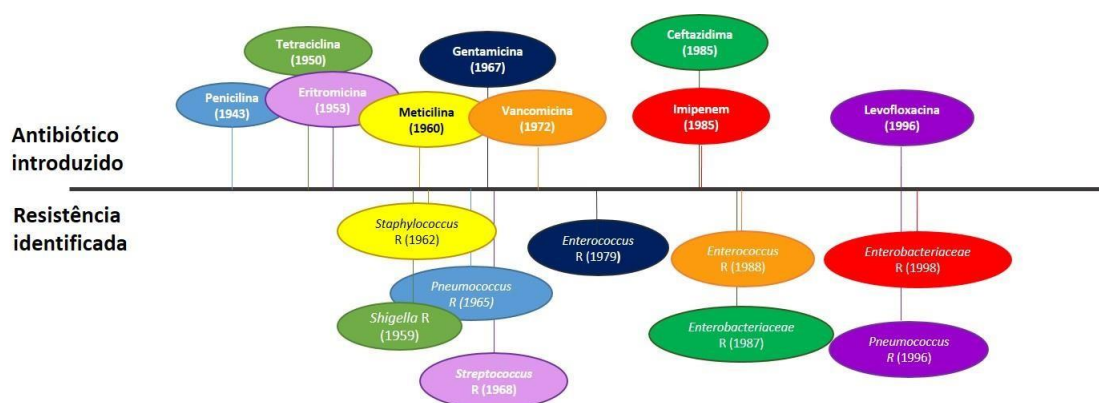 Tetraciclina
(1950)
Gentamicina
(1967)
Ceftazidima
(1985)
Penicilina
(1943)
Eritromicina
(1953)
Meticilina
(1960)
Vancomicina
(1972)
Imipenem
(1985)
Levofloxacina
(1996)
Antibiótico
introduzido
Resistência
identificada
Staphylococcus
R (1962)
Enterococcus
R (1979)
Enterococcus
R (1988)
Enterobacteriaceae
R (1998)
Pneumococcus
R (1965)
Shigella R
(1959)
Enterobacteriaceae
R (1987)
Pneumococcus
R (1996)
Streptococcus
R (1968)